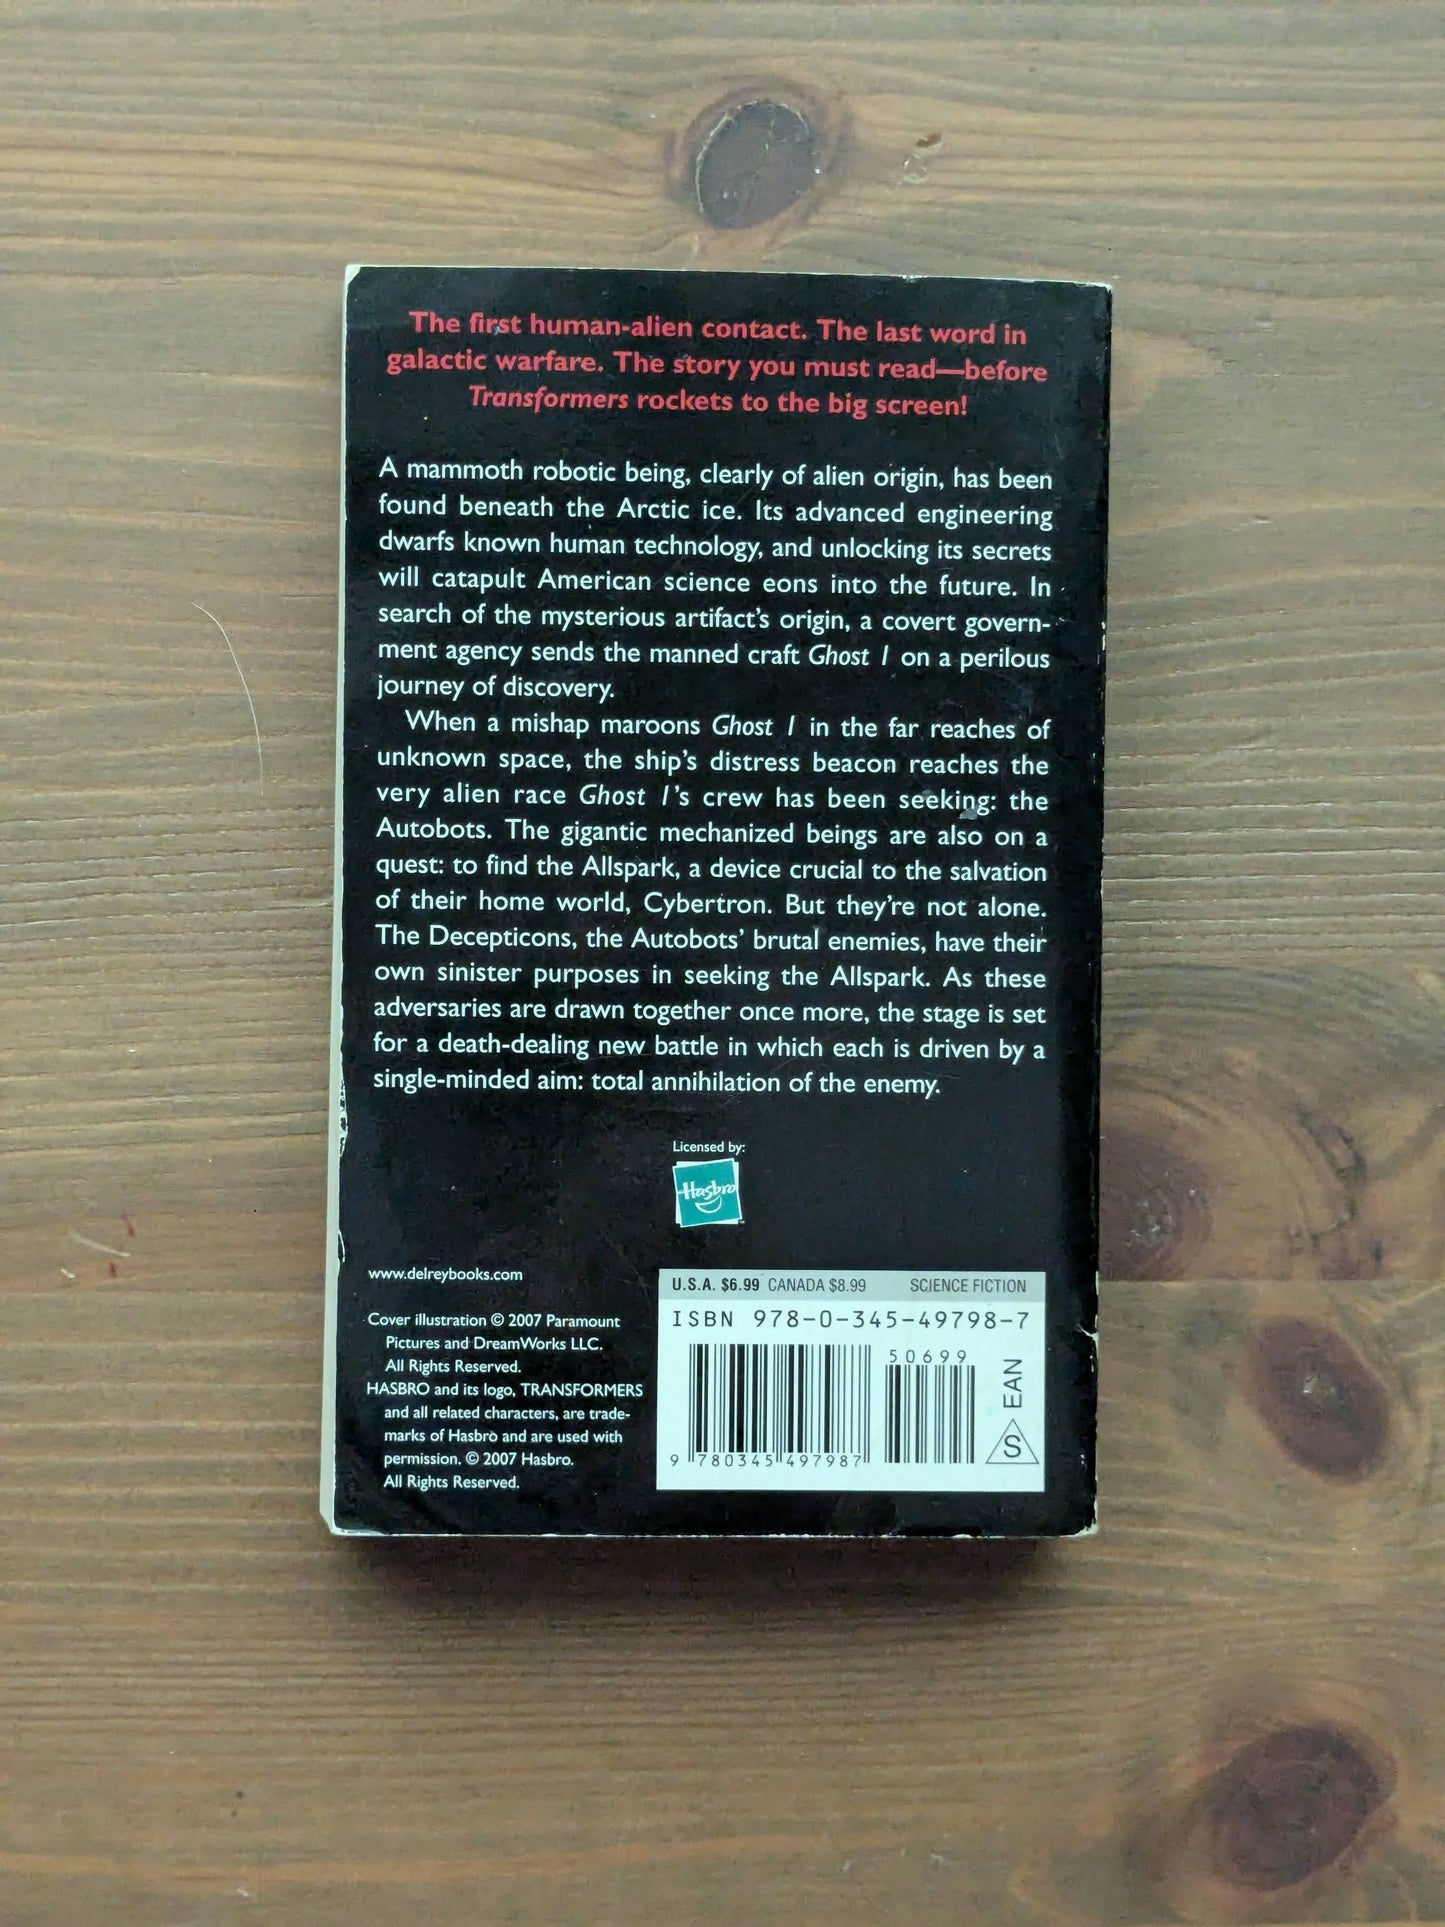 The first human-alien contact. The last word in
galactic warfare. The story you must read—before
Transformers rockets to the big screen!
A mammoth robotic being, clearly of alien origin, has been
found beneath the Arctic ice. Its advanced engineering
dwarfs known human technology, and unlocking its secrets
will catapult American science eons into the future. In
search of the mysterious artifact's origin, a covert govern-
ment agency sends the manned craft Ghost 1 on a perilous
journey of discovery.
When a mishap maroons Ghost 1 in the far reaches of
unknown space, the ship's distress beacon reaches the
very alien race Ghost 1's crew has been seeking: the
Autobots. The gigantic mechanized beings are also on a
quest: to find the Allspark, a device crucial to the salvation
of their home world, Cybertron. But they're not alone.
The Decepticons, the Autobots' brutal enemies, have their
own sinister purposes in seeking the Allspark. As these
adversaries are drawn together once more, the stage is set
for a death-dealing new battle in which each is driven by a
single-minded aim: total annihilation of the enemy.
Licensed by:
Hasbro
www.delreybooks.com
Cover illustration © 2007 Paramount
Pictures and DreamWorks LLC.
All Rights Reserved.
HASBRO and its logo, TRANSFORMERS
and all related characters, are trade-
marks of Hasbro and are used with
permission. © 2007 Hasbro.
All Rights Reserved.
U.S.A. $6.99 CANADA $8.99 SCIENCE FICTION
ISBN 978-0-345-49798-7
50699
9 780345 497987
EAN
S